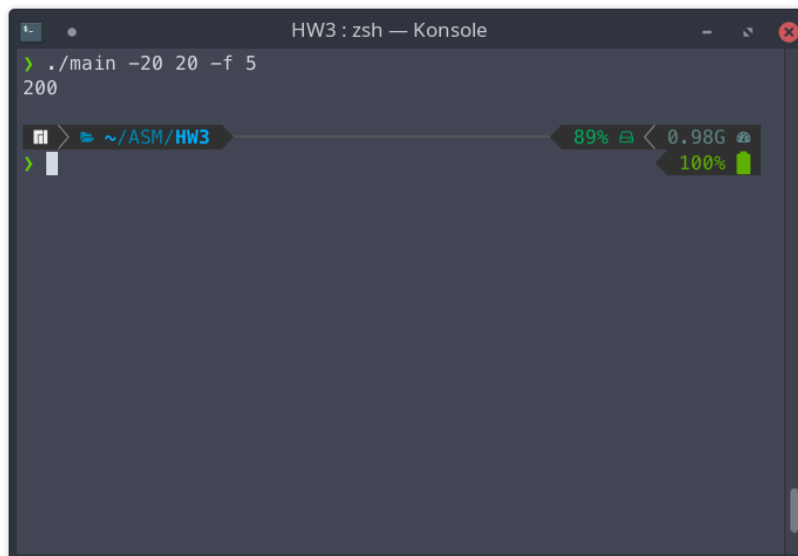 HW3 : zsh — Konsole
❯ ./main -20 20 -f 5
200
~/ASM/HW3 89% 0.98G
❯ 100%